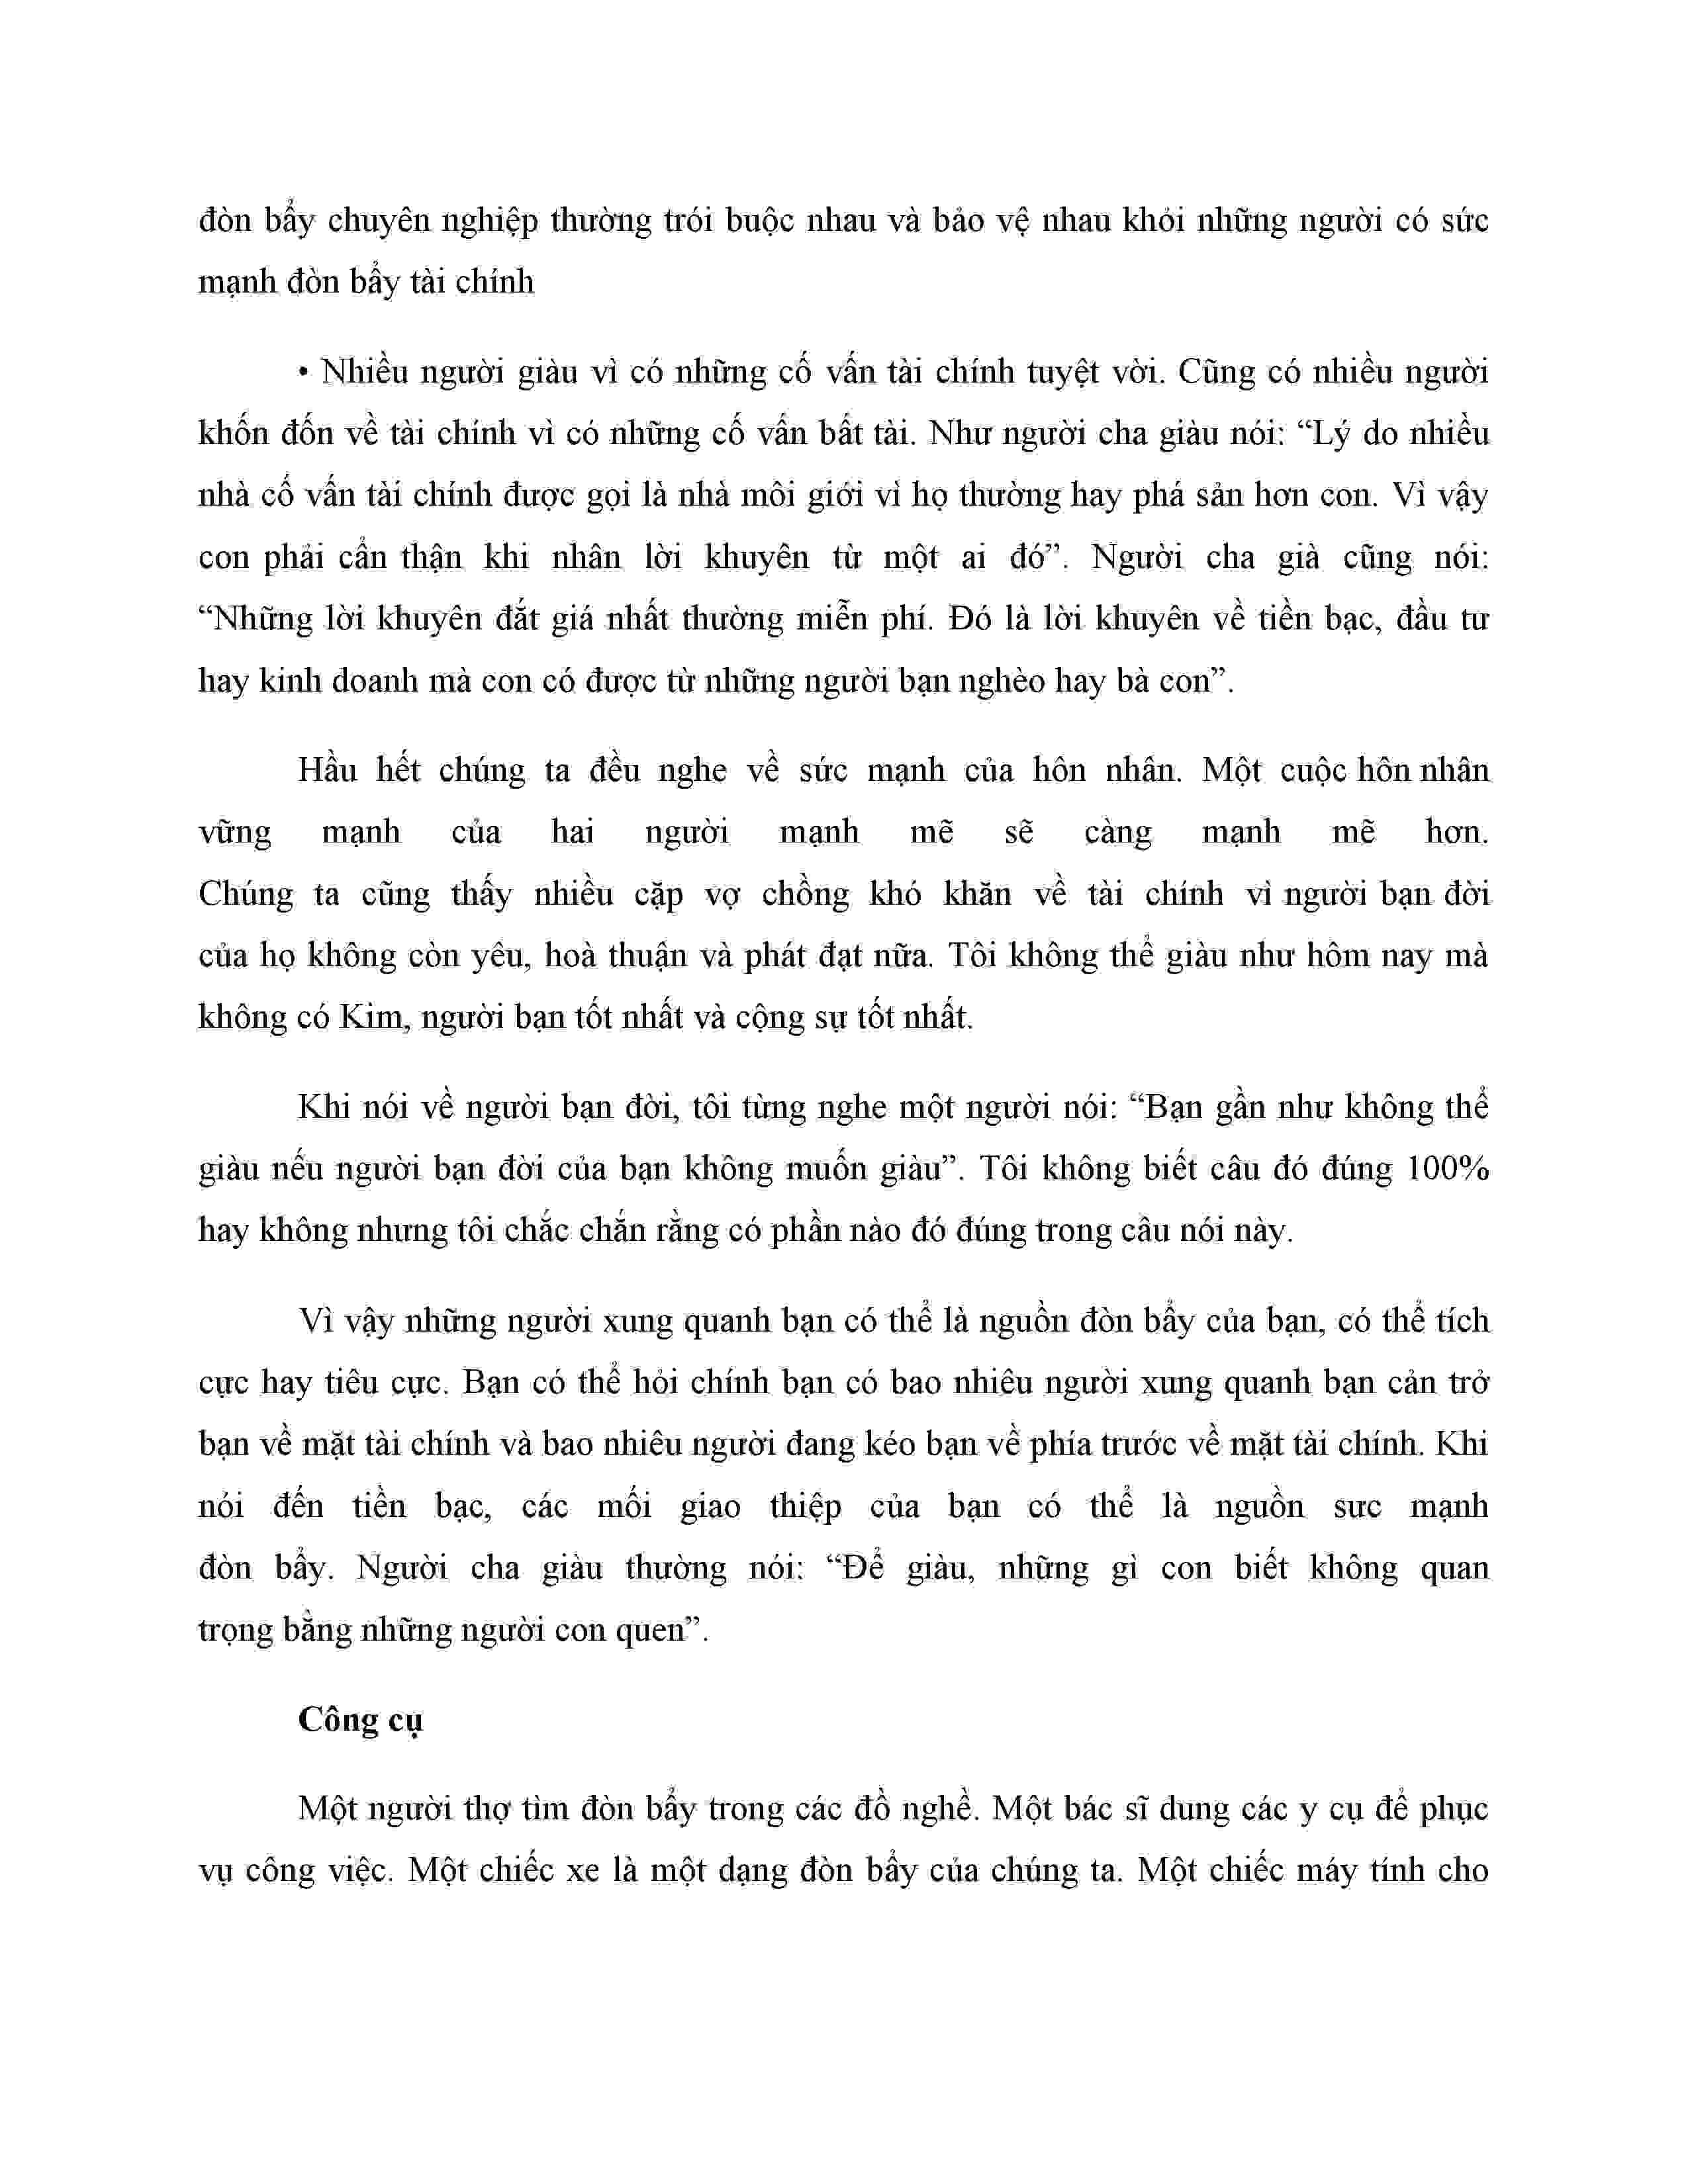 đòn bẩy chuyên nghiệp thường trói buộc nhau và bảo vệ nhau khỏi những người có sức
mạnh đòn bẩy tài chính
• Nhiều người giàu vì có những cố vấn tài chính tuyệt vời. Cũng có nhiều người
khốn đốn về tài chính vì có những cố vấn bất tài. Như người cha giàu nói: “Lý do nhiều
nhà cố vấn tài chính được gọi là nhà môi giới vì họ thường hay phá sản hơn con. Vì vậy
con phải cẩn thận khi nhân lời khuyên từ một ai đó”. Người cha già cũng nói:
“Những lời khuyên đắt giá nhất thường miễn phí. Đó là lời khuyên về tiền bạc, đầu tư
hay kinh doanh mà con có được từ những người bạn nghèo hay bà con”.
Hầu hết chúng ta đều nghe về sức mạnh của hôn nhân. Một cuộc hôn nhân
vững mạnh của hai người mạnh mẽ sẽ càng mạnh mẽ hơn.
Chúng ta cũng thấy nhiều cặp vợ chồng khó khăn về tài chính vì người bạn đời
của họ không còn yêu, hoà thuận và phát đạt nữa. Tôi không thể giàu như hôm nay mà
không có Kim, người bạn tốt nhất và cộng sự tốt nhất.
Khi nói về người bạn đời, tôi từng nghe một người nói: “Bạn gần như không thể
giàu nếu người bạn đời của bạn không muốn giàu”. Tôi không biết câu đó đúng 100%
hay không nhưng tôi chắc chắn rằng có phần nào đó đúng trong câu nói này.
Vì vậy những người xung quanh bạn có thể là nguồn đòn bẩy của bạn, có thể tích
cực hay tiêu cực. Bạn có thể hỏi chính bạn có bao nhiêu người xung quanh bạn cản trở
bạn về mặt tài chính và bao nhiêu người đang kéo bạn về phía trước về mặt tài chính. Khi
nói đến tiền bạc, các mối giao thiệp của bạn có thể là nguồn sưc mạnh
đòn bẩy. Người cha giàu thường nói: “Để giàu, những gì con biết không quan
trọng bằng những người con quen”.
Công cụ
Một người thợ tìm đòn bẩy trong các đồ nghề. Một bác sĩ dung các y cụ để phục
vụ công việc. Một chiếc xe là một dạng đòn bẩy của chúng ta. Một chiếc máy tính cho